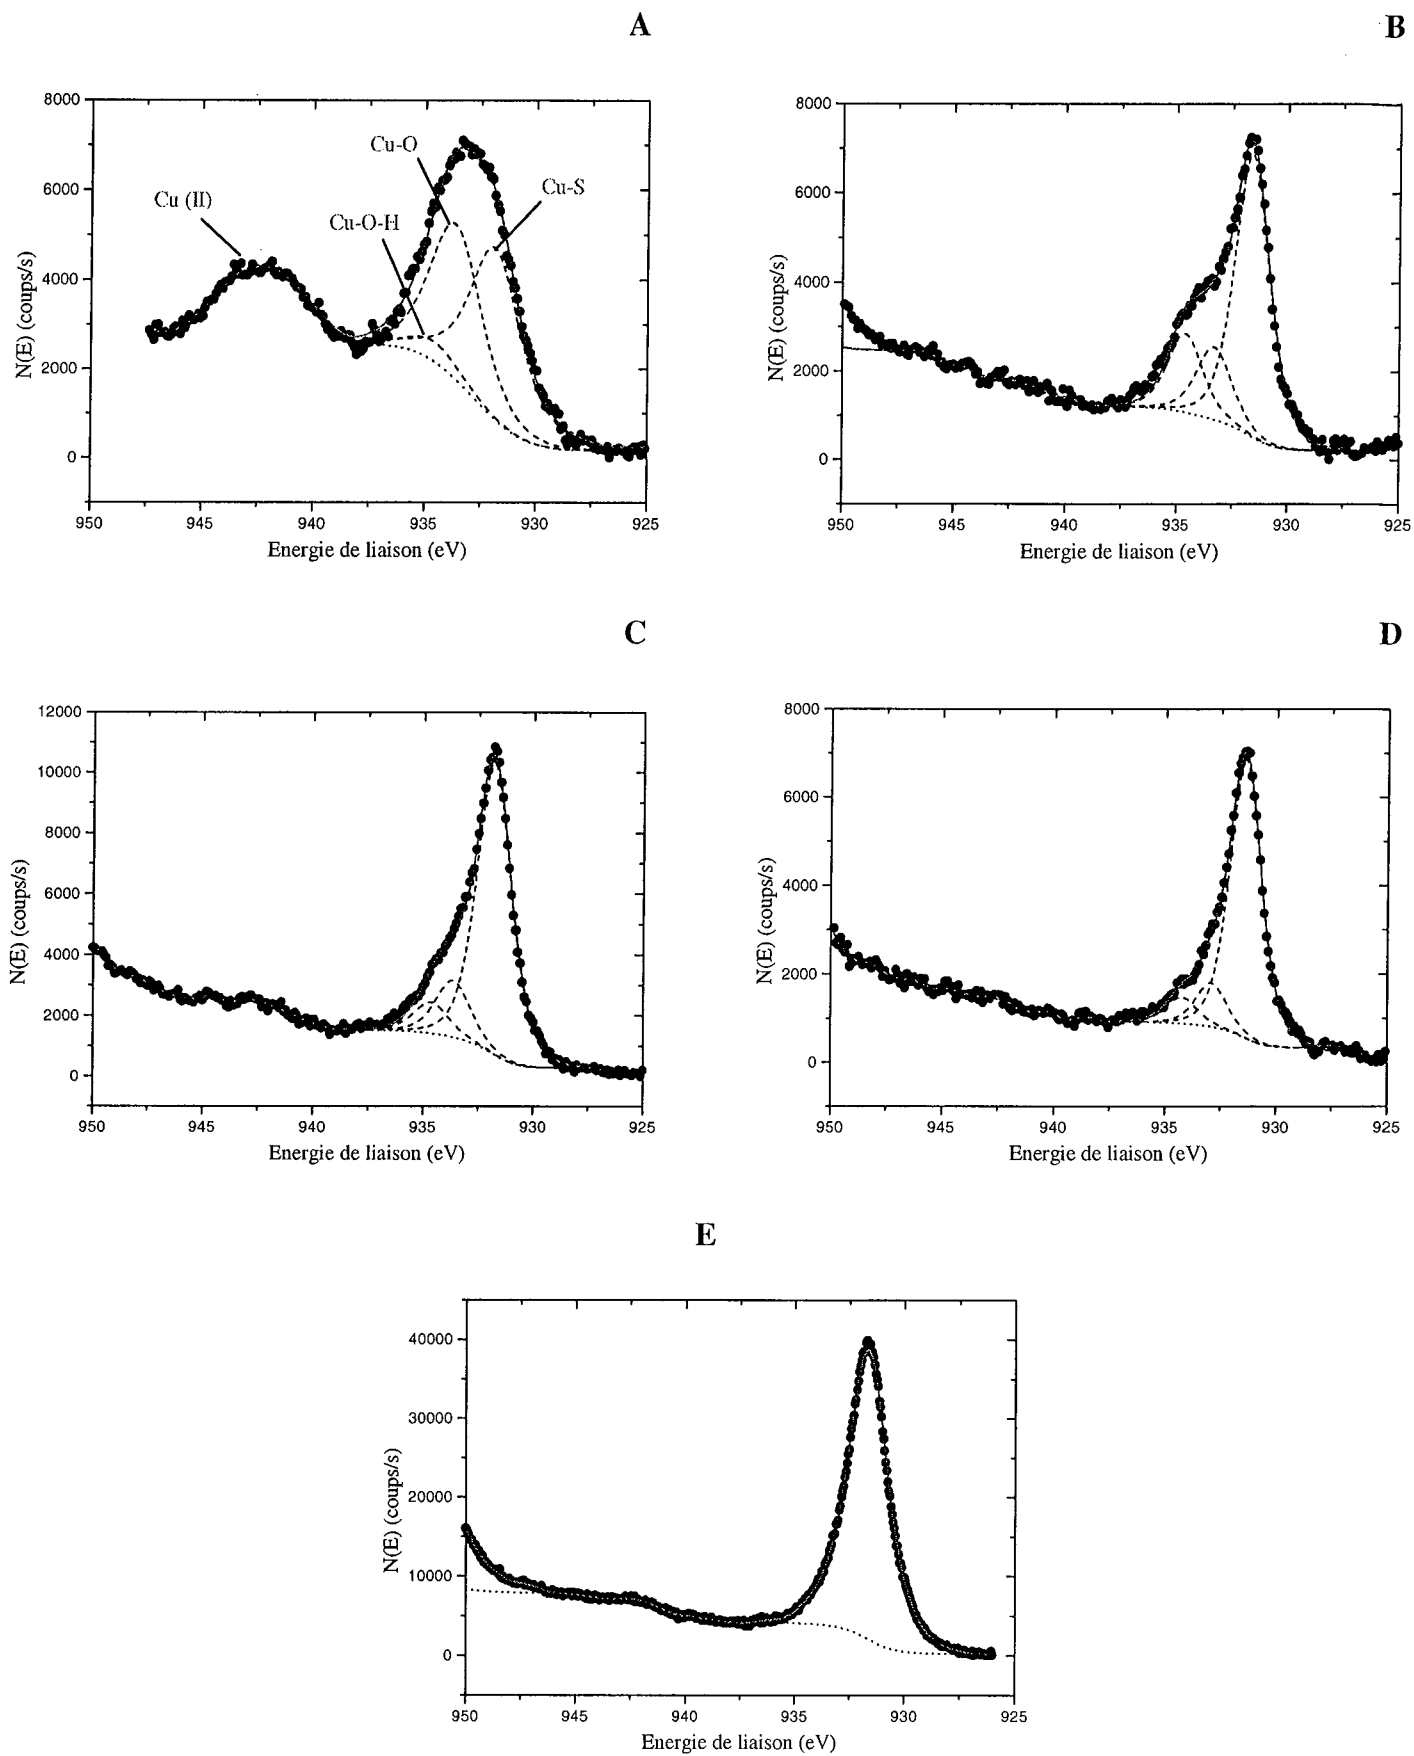 A
8000
6000
4000
2000
0
N(E) (coups/s)
Cu (II)
Cu-O
Cu-O-H
Cu-S
950 945 940 935 930 925
Energie de liaison (eV)
B
8000
6000
4000
2000
0
N(E) (coups/s)
950 945 940 935 930 925
Energie de liaison (eV)
C
12000
10000
8000
6000
4000
2000
0
N(E) (coups/s)
950 945 940 935 930 925
Energie de liaison (eV)
D
8000
6000
4000
2000
0
N(E) (coups/s)
950 945 940 935 930 925
Energie de liaison (eV)
E
40000
30000
20000
10000
0
N(E) (coups/s)
950 945 940 935 930 925
Energie de liaison (eV)